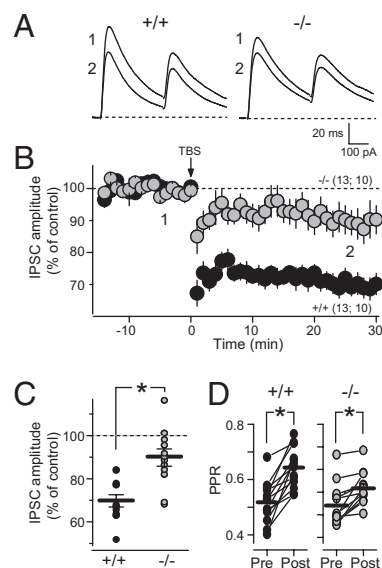 A
+/+
-/-
1
2
1
2
20 ms
100 pA
B
TBS
IPSC amplitude
(% of control)
100
90
80
70
-/- (13; 10)
1
2
+/+ (13; 10)
-10
0
10
20
30
Time (min)
C
*
IPSC amplitude
(% of control)
100
80
60
+/+
-/-
D
+/+
-/-
*
*
PPR
0.8
0.6
0.4
Pre
Post
Pre
Post